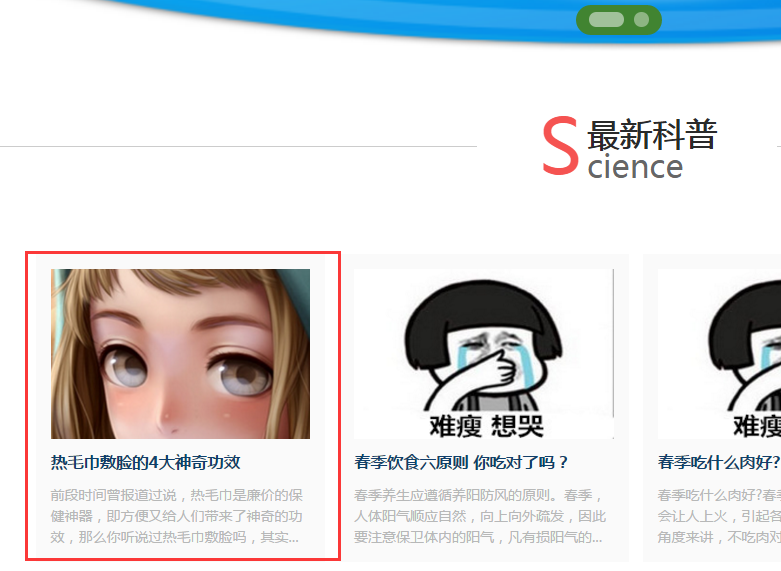 S
最新科普
cience
难瘦 想哭
难瘦
热毛巾敷脸的4大神奇功效
前段时间曾报道过说，热毛巾是廉价的保
健神器，即方便又给人们带来了神奇的功
效，那么你听说过热毛巾敷脸吗，其实...
春季饮食六原则 你吃对了吗？
春季养生应遵循养阳防风的原则。春季，
人体阳气顺应自然，向上向外疏发，因此
要注意保卫体内的阳气，凡有损阳气的...
春季吃什么肉好?
春季吃什么肉好?春
会让人上火，引起各
角度来讲，不吃肉对